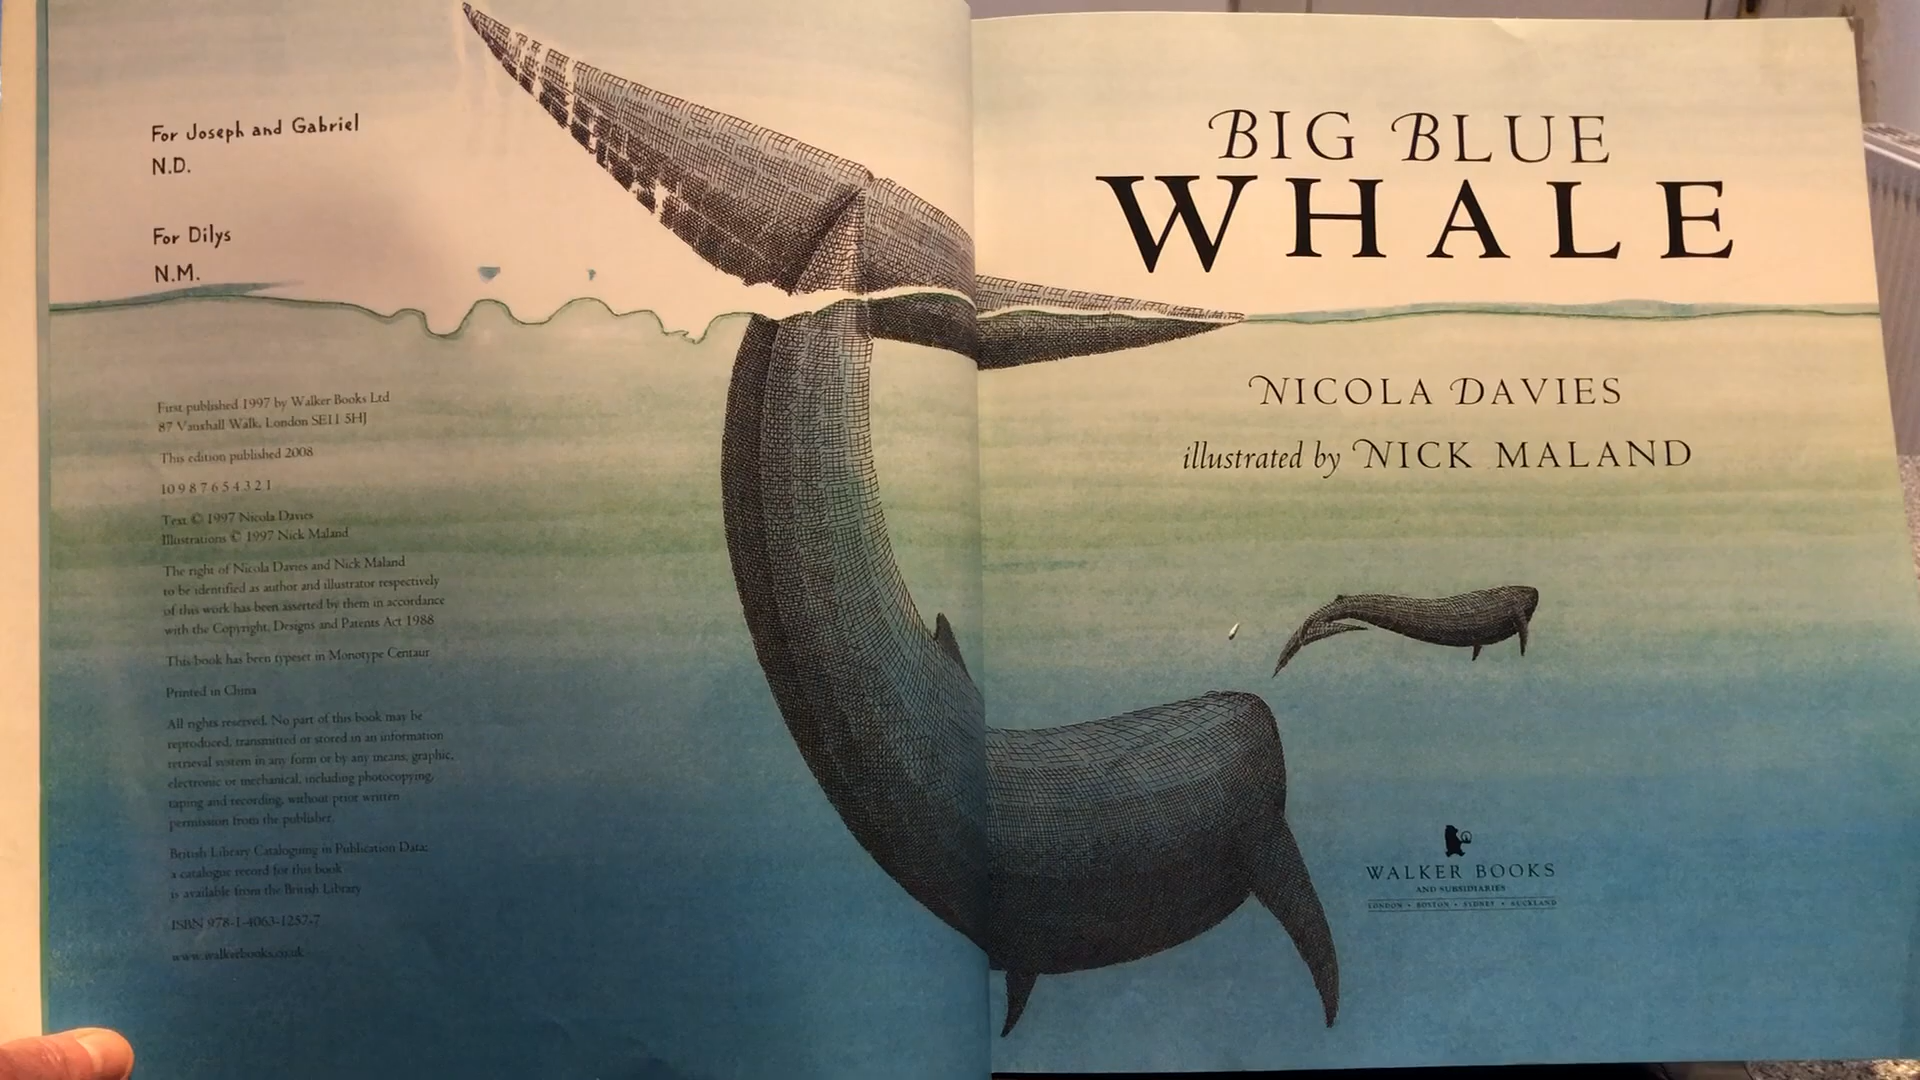 For Joseph and Gabriel
N.D.
For Dilys
N.M.
First published 1997 by Walker Books Ltd
87 Vauxhall Walk, London SE11 5HJ
This edition published 2008
10 9 8 7 6 5 4 3 2 1
Text © 1997 Nicola Davies
Illustrations © 1997 Nick Maland
The right of Nicola Davies and Nick Maland
to be identified as author and illustrator respectively
of this work has been asserted by them in accordance
with the Copyright, Designs and Patents Act 1988
This book has been typeset in Monotype Centaur
Printed in China
All rights reserved. No part of this book may be
reproduced, transmitted or stored in an information
retrieval system in any form or by any means, graphic,
electronic or mechanical, including photocopying,
taping and recording, without prior written
permission from the publisher.
British Library Cataloguing in Publication Data:
a catalogue record for this book
is available from the British Library
ISBN 978-1-4063-1257-7
www.walkerbooks.co.uk
BIG BLUE
WHALE
NICOLA DAVIES
illustrated by NICK MALAND
WALKER BOOKS
AND SUBSIDIARIES
LONDON • BOSTON • SYDNEY • AUCKLAND